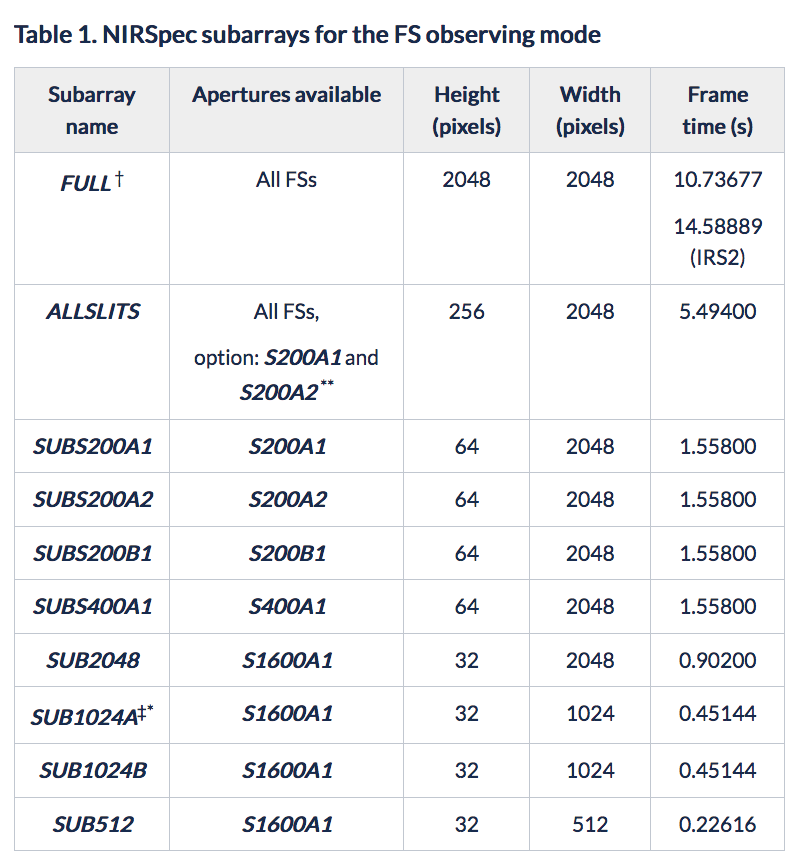 Table 1. NIRSpec subarrays for the FS observing mode
Subarray name Apertures available Height (pixels) Width (pixels) Frame time (s)
FULL† All FSs 2048 2048 10.73677
14.58889
(IRS2)
ALLSLITS All FSs, 256 2048 5.49400
option: S200A1 and
S200A2**
SUBS200A1 S200A1 64 2048 1.55800
SUBS200A2 S200A2 64 2048 1.55800
SUBS200B1 S200B1 64 2048 1.55800
SUBS400A1 S400A1 64 2048 1.55800
SUB2048 S1600A1 32 2048 0.90200
SUB1024A‡* S1600A1 32 1024 0.45144
SUB1024B S1600A1 32 1024 0.45144
SUB512 S1600A1 32 512 0.22616